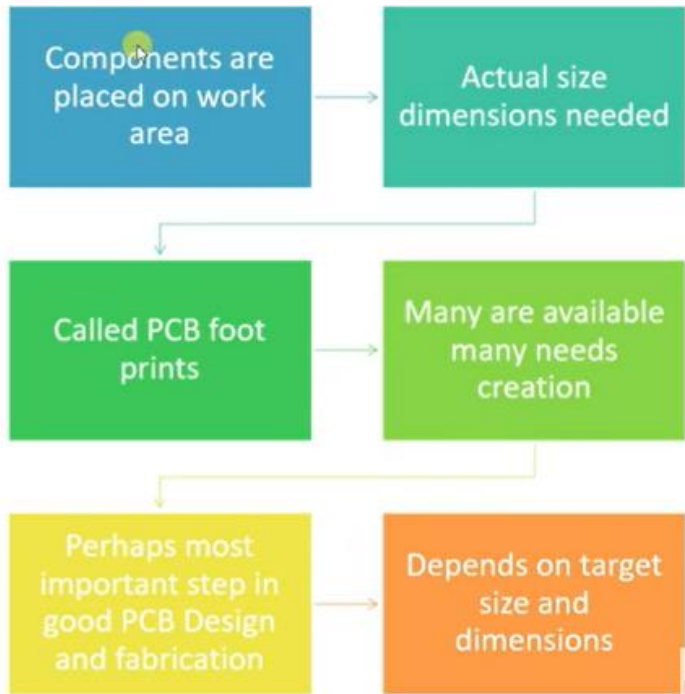 Components are
placed on work
area
Actual size
dimensions needed
Called PCB foot
prints
Many are available
many needs
creation
Perhaps most
important step in
good PCB Design
and fabrication
Depends on target
size and
dimensions